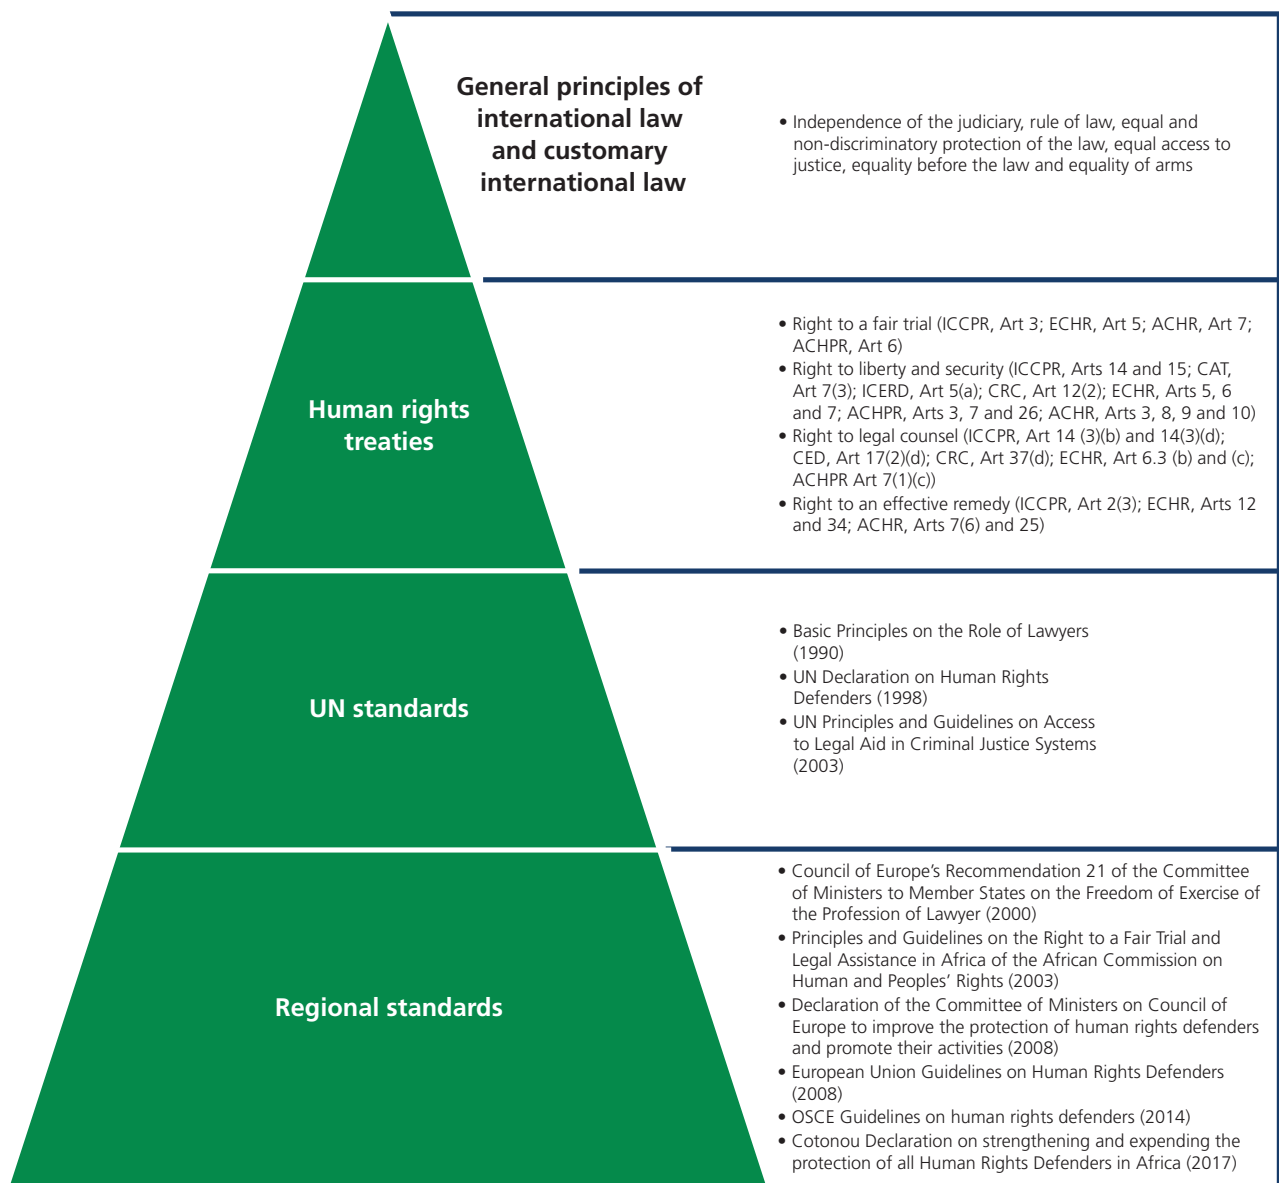 General principles of
international law
and customary
international law
• Independence of the judiciary, rule of law, equal and
non-discriminatory protection of the law, equal access to
justice, equality before the law and equality of arms
Human rights
treaties
• Right to a fair trial (ICCPR, Art 3; ECHR, Art 5; ACHR, Art 7;
ACHPR, Art 6)
• Right to liberty and security (ICCPR, Arts 14 and 15; CAT,
Art 7(3); ICERD, Art 5(a); CRC, Art 12(2); ECHR, Arts 5, 6
and 7; ACHPR, Arts 3, 7 and 26; ACHR, Arts 3, 8, 9 and 10)
• Right to legal counsel (ICCPR, Art 14 (3)(b) and 14(3)(d);
CED, Art 17(2)(d); CRC, Art 37(d); ECHR, Art 6.3 (b) and (c);
ACHPR Art 7(1)(c))
• Right to an effective remedy (ICCPR, Art 2(3; ECHR, Arts 12
and 34; ACHR, Arts 7(6) and 25)
UN standards
• Basic Principles on the Role of Lawyers
(1990)
• UN Declaration on Human Rights
Defenders (1998)
• UN Principles and Guidelines on Access
to Legal Aid in Criminal Justice Systems
(2003)
Regional standards
• Council of Europe’s Recommendation 21 of the Committee
of Ministers to Member States on the Freedom of Exercise of
the Profession of Lawyer (2000)
• Principles and Guidelines on the Right to a Fair Trial and
Legal Assistance in Africa of the African Commission on
Human and Peoples’ Rights (2003)
• Declaration of the Committee of Ministers on Council of
Europe to improve the protection of human rights defenders
and promote their activities (2008)
• European Union Guidelines on Human Rights Defenders
(2008)
• OSCE Guidelines on human rights defenders (2014)
• Cotonou Declaration on strengthening and expending the
protection of all Human Rights Defenders in Africa (2017)